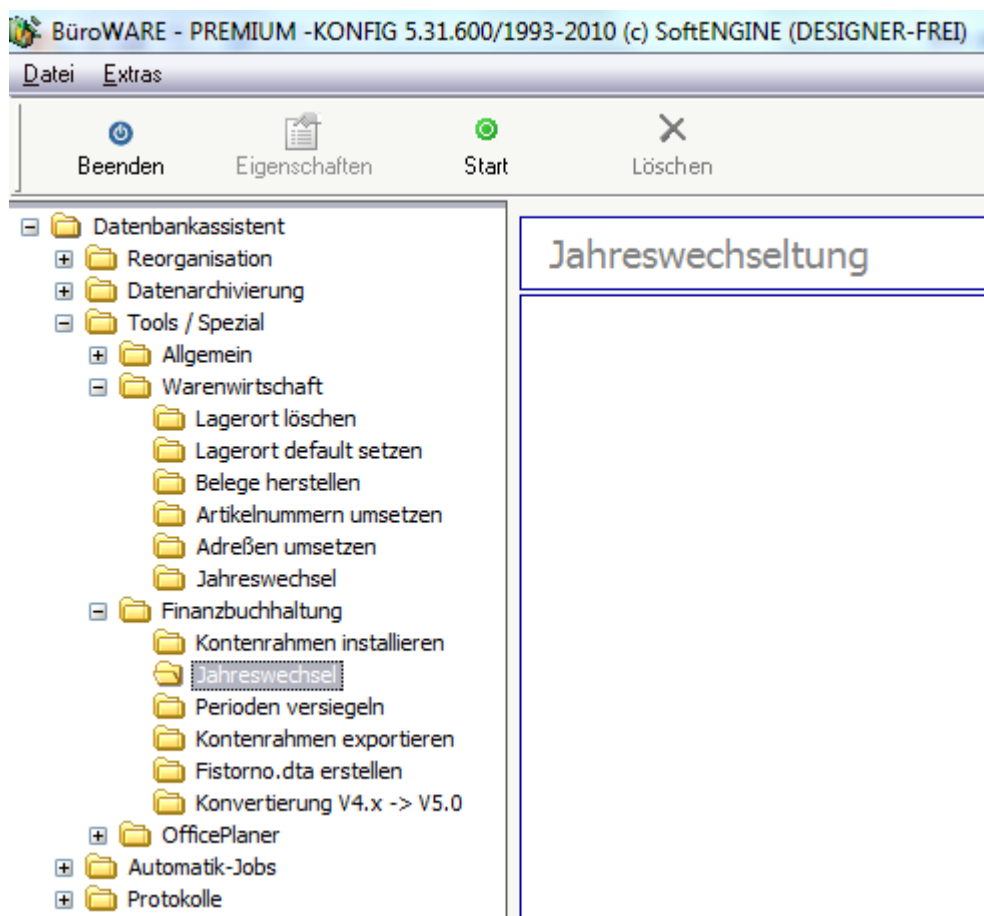 BüroWARE - PREMIUM -KONFIG 5.31.600/1993-2010 (c) SoftENGINE (DESIGNER-FREI)
Datei Extras
Beenden Eigenschaften Start Löschen
Datenbankassistent
Reorganisation
Datenarchivierung
Tools / Spezial
Allgemein
Warenwirtschaft
Lagerort löschen
Lagerort default setzen
Belege herstellen
Artikelnummern umsetzen
Adreßen umsetzen
Jahreswechsel
Finanzbuchhaltung
Kontenrahmen installieren
Jahreswechsel
Perioden versiegeln
Kontenrahmen exportieren
Fistorno.dta erstellen
Konvertierung V4.x -> V5.0
OfficePlaner
Automatik-Jobs
Protokolle
Jahreswechseltung